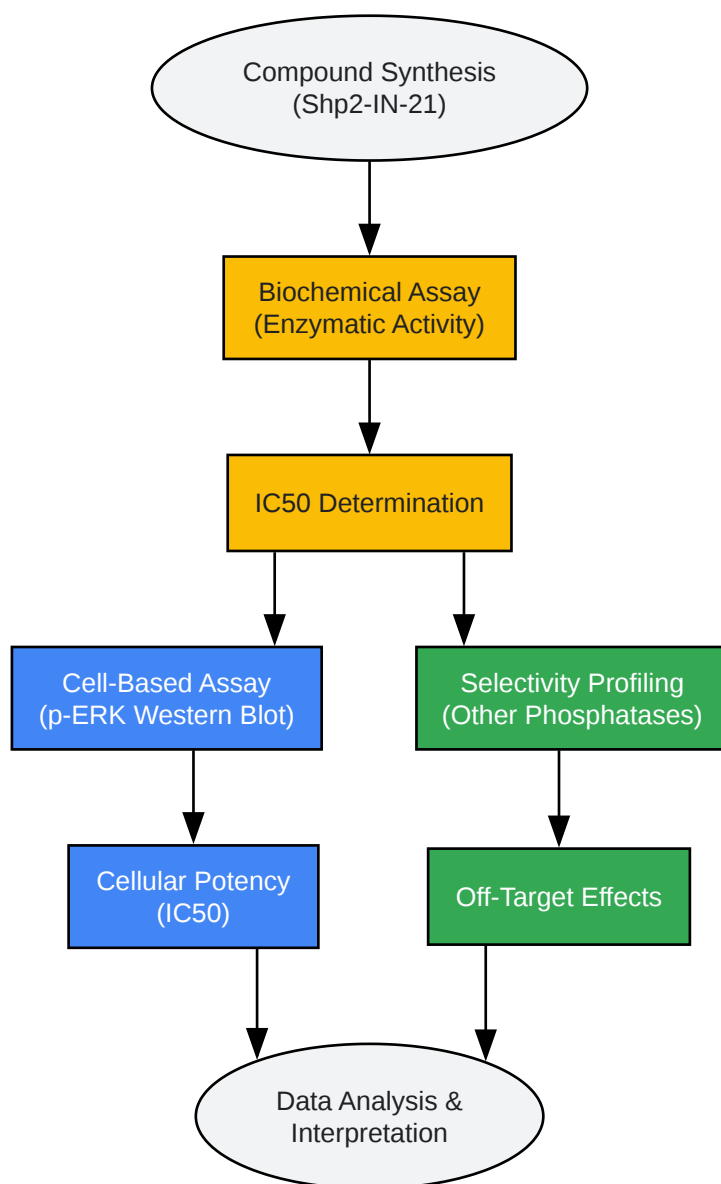 Compound Synthesis
(Shp2-IN-21)
Biochemical Assay
(Enzymatic Activity)
IC50 Determination
Cell-Based Assay
(p-ERK Western Blot)
Selectivity Profiling
(Other Phosphatases)
Cellular Potency
(IC50)
Off-Target Effects
Data Analysis &
Interpretation